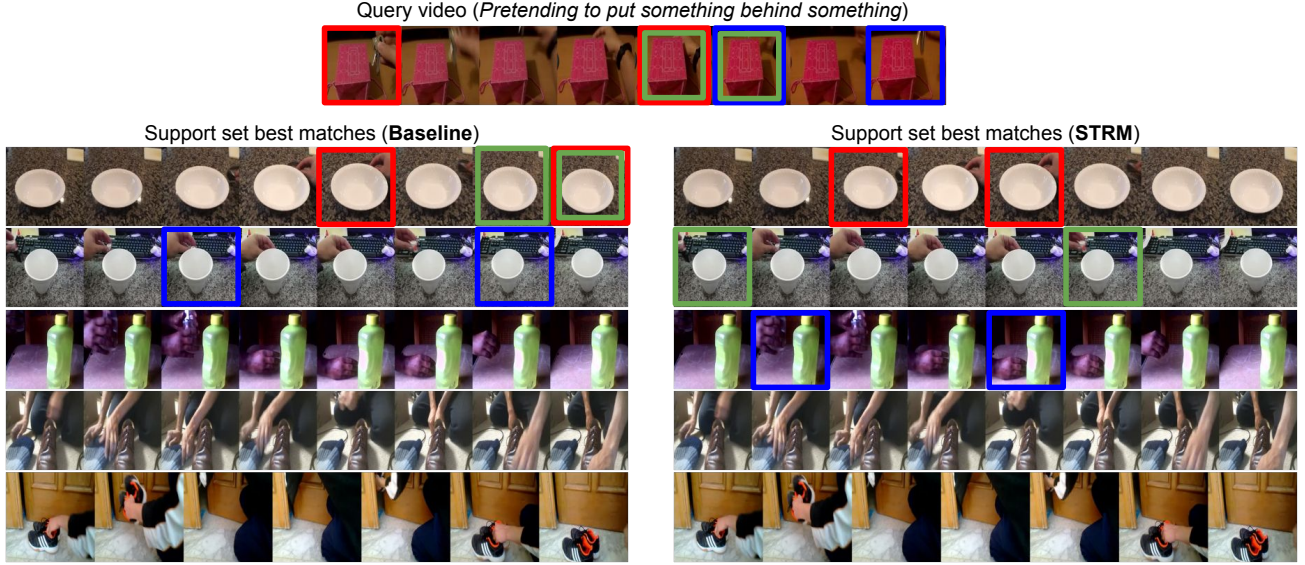 Query video (Pretending to put something behind something)
Support set best matches (Baseline)
Support set best matches (STRM)